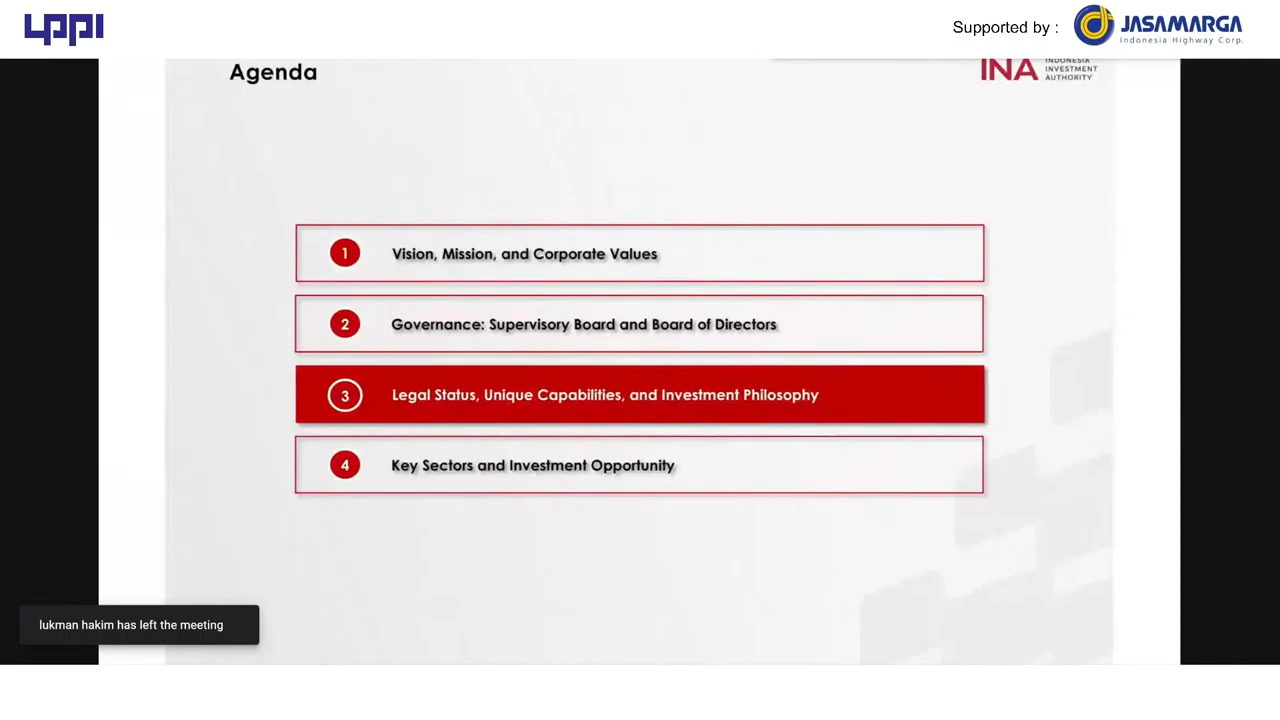 LPPI
Supported by :
JASAMARGA
Indonesia Highway Corp.
Agenda
INA
INDONESIA
INVESTMENT
AUTHORITY
1 Vision, Mission, and Corporate Values
2 Governance: Supervisory Board and Board of Directors
3 Legal Status, Unique Capabilities, and Investment Philosophy
4 Key Sectors and Investment Opportunity
lukman hakim has left the meeting